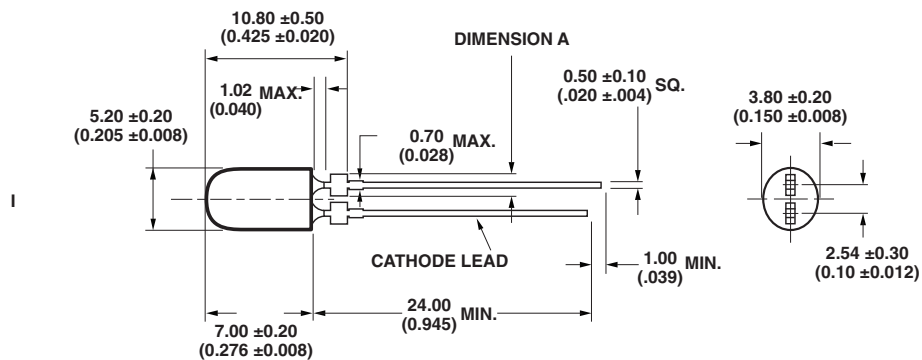 10.80 ±0.50
(0.425 ±0.020)
DIMENSION A
1.02 MAX.
(0.040)
0.50 ±0.10 SQ.
(.020 ±.004)
3.80 ±0.20
(0.150 ±0.008)
5.20 ±0.20
(0.205 ±0.008)
0.70 MAX.
(0.028)
I
CATHODE LEAD
1.00 MIN.
(.039)
2.54 ±0.30
(0.10 ±0.012)
24.00 MIN.
(0.945)
7.00 ±0.20
(0.276 ±0.008)